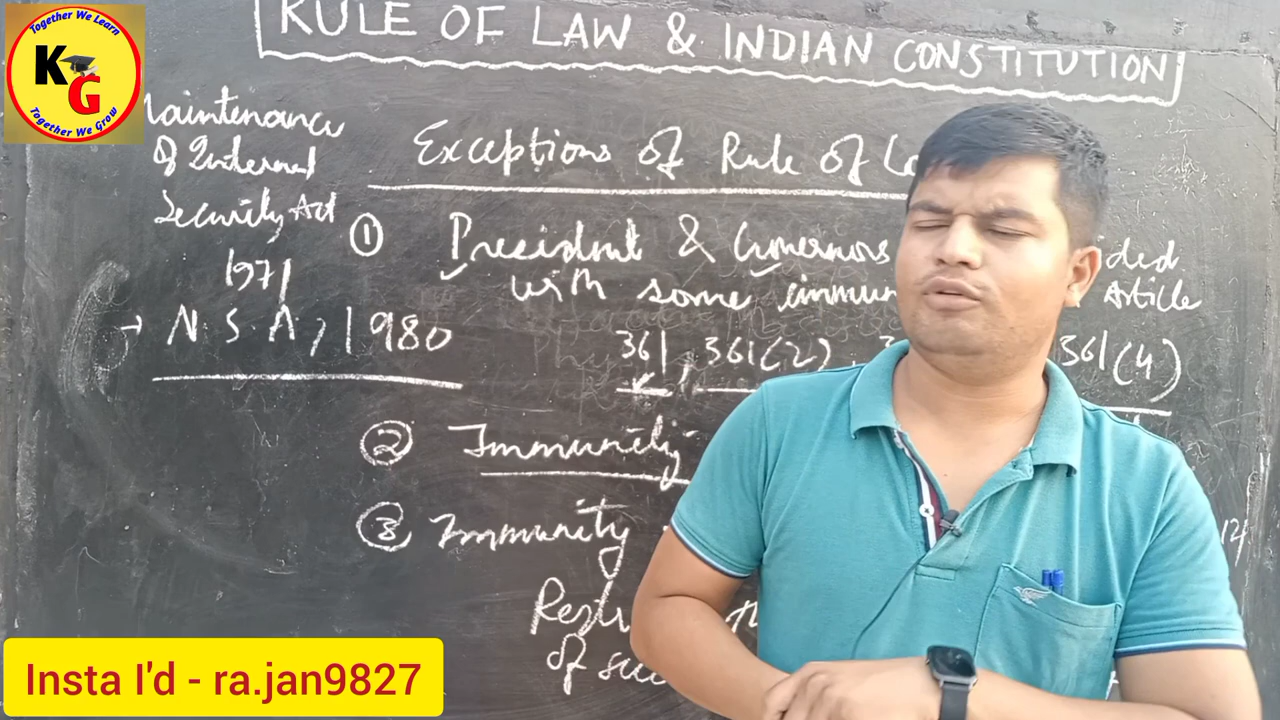 Together We Learn
KG
Together We Grow
RULE OF LAW & INDIAN CONSTITUTION
Maintenance
Of Internal
Security Act
1971
→ N.S.A, 1980
Exceptions of Rule of
① President & Governors
with some Article
361, 361(2), 361(4)
② Immunity
③ Immunity
of
Insta I'd - ra.jan9827